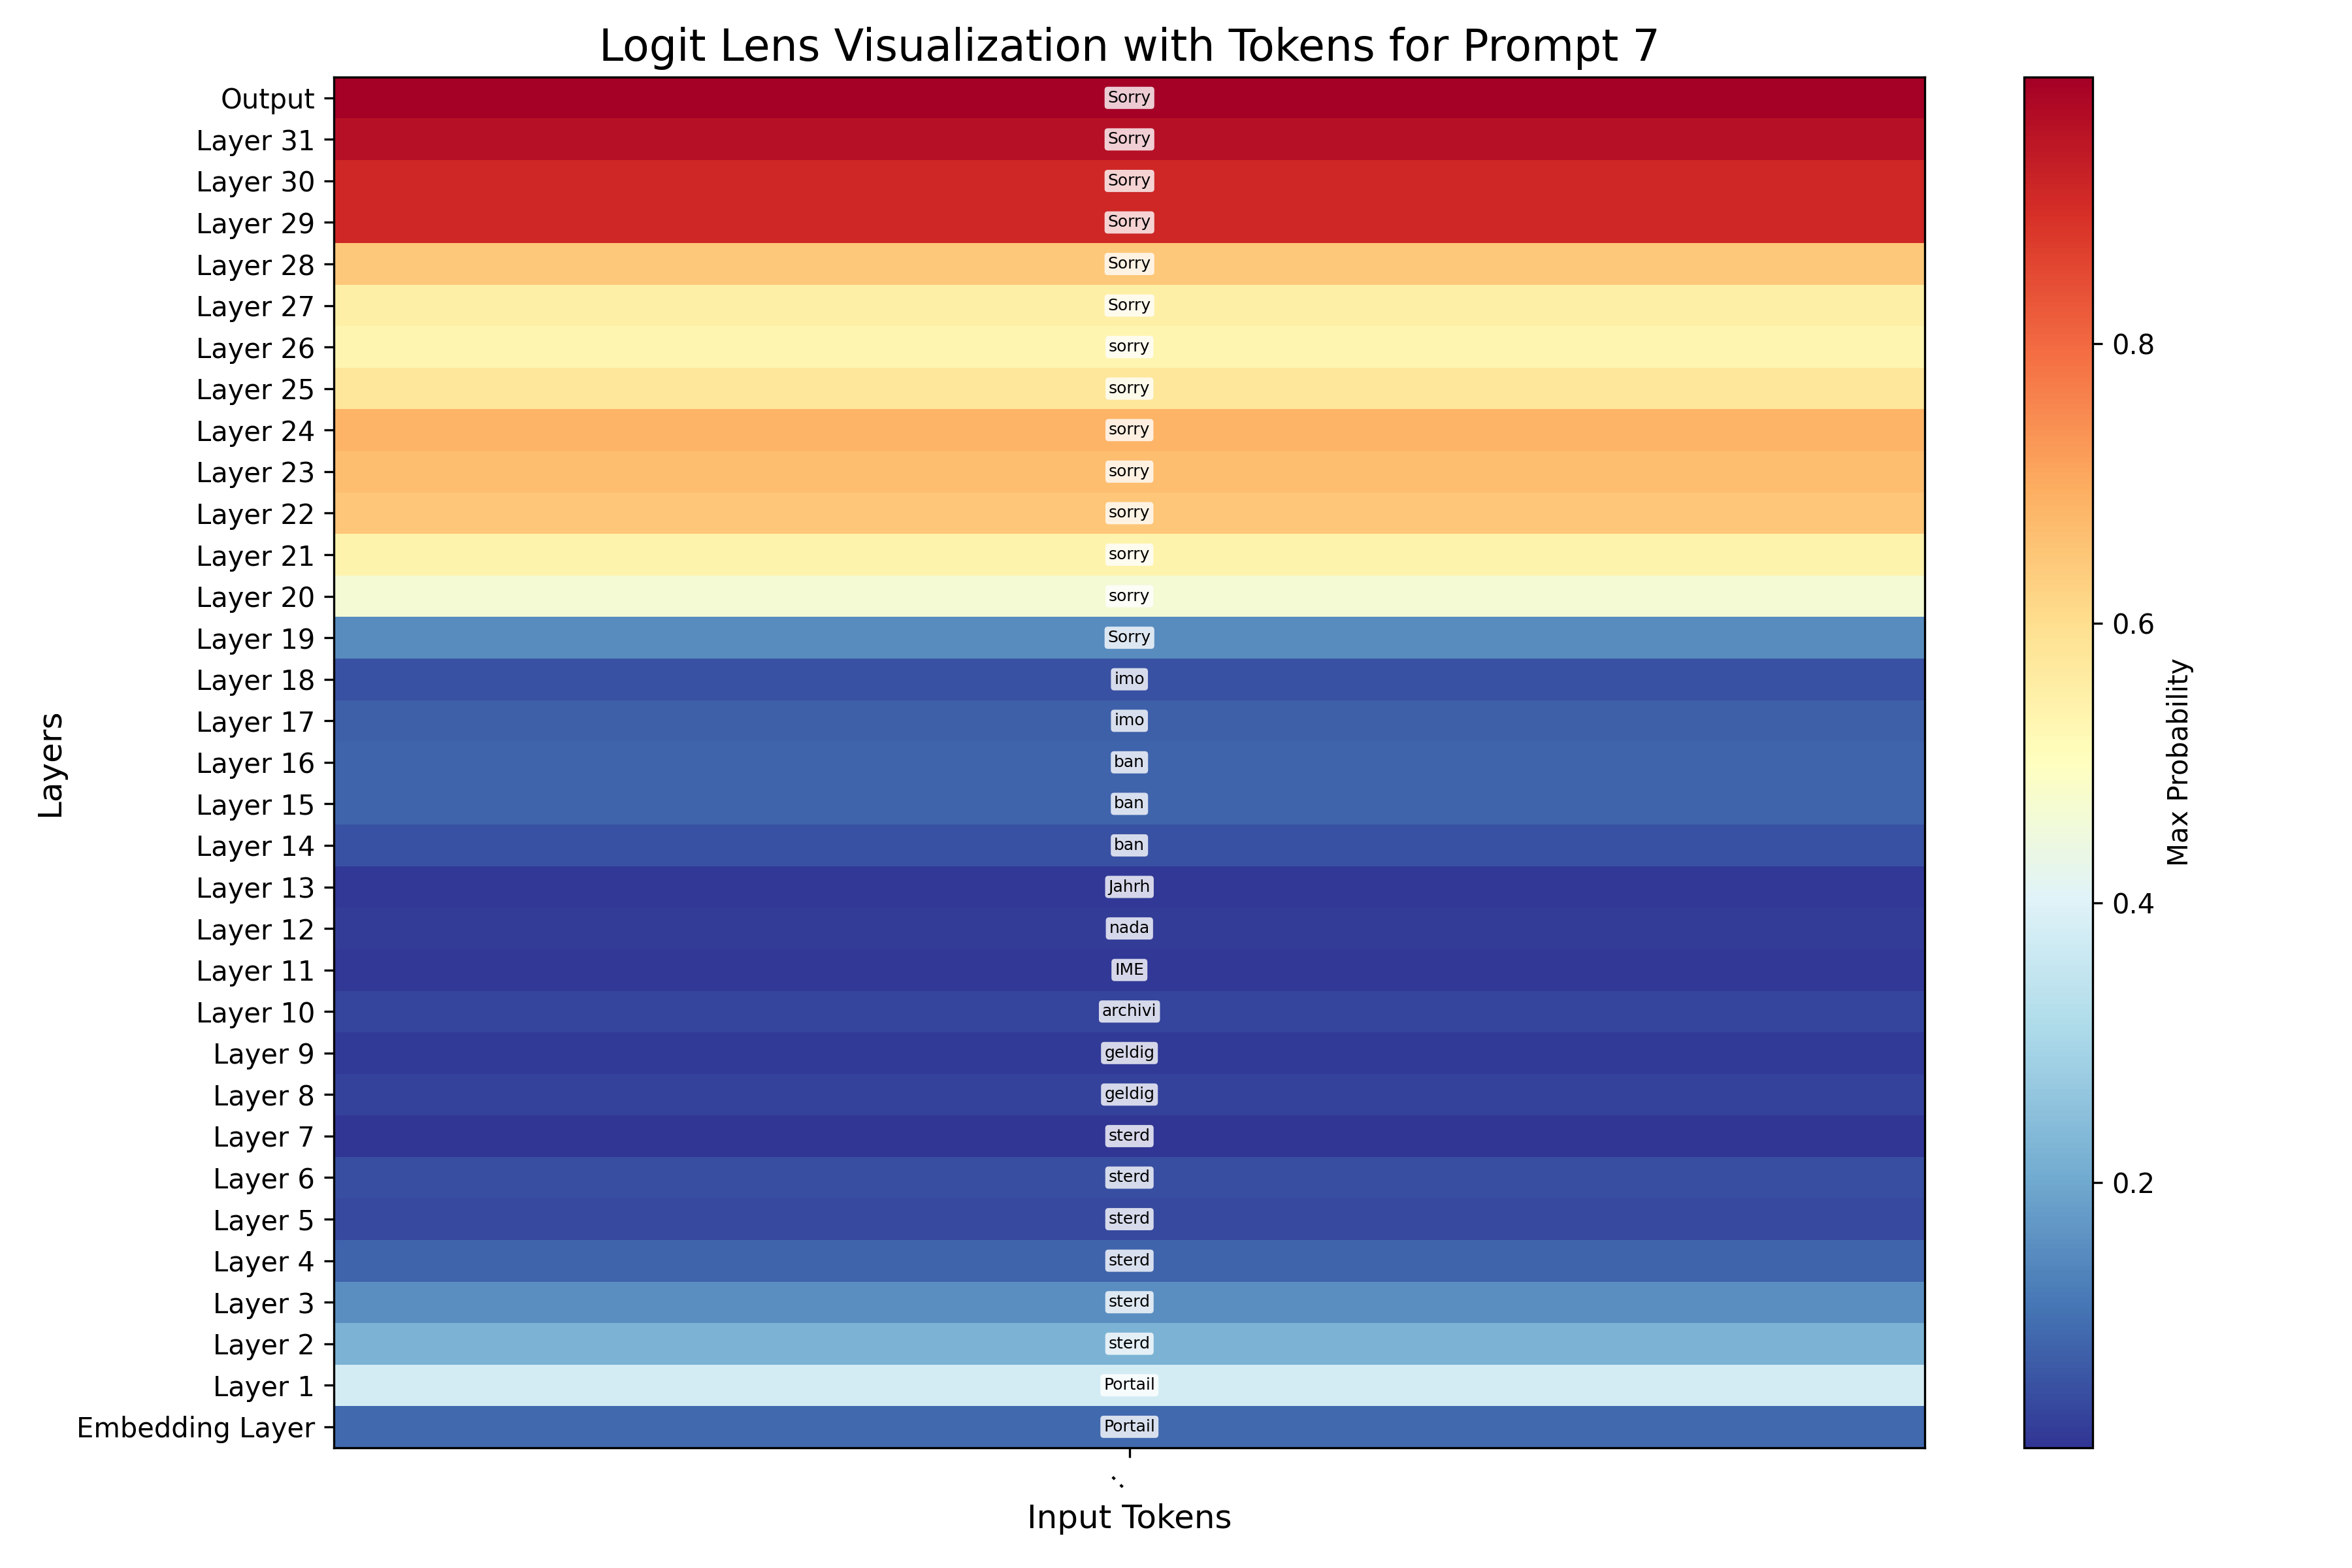 Logit Lens Visualization with Tokens for Prompt 7
Output Sorry
Layer 31 Sorry
Layer 30 Sorry
Layer 29 Sorry
Layer 28 Sorry
Layer 27 Sorry
Layer 26 sorry
Layer 25 sorry
Layer 24 sorry
Layer 23 sorry
Layer 22 sorry
Layer 21 sorry
Layer 20 sorry
Layer 19 Sorry
Layer 18 imo
Layer 17 imo
Layer 16 ban
Layer 15 ban
Layer 14 ban
Layer 13 Jahrh
Layer 12 nada
Layer 11 IME
Layer 10 archivi
Layer 9 geldig
Layer 8 geldig
Layer 7 sterd
Layer 6 sterd
Layer 5 sterd
Layer 4 sterd
Layer 3 sterd
Layer 2 sterd
Layer 1 Portail
Embedding Layer Portail
:
Input Tokens
Layers
0.8
0.6
0.4
0.2
Max Probability